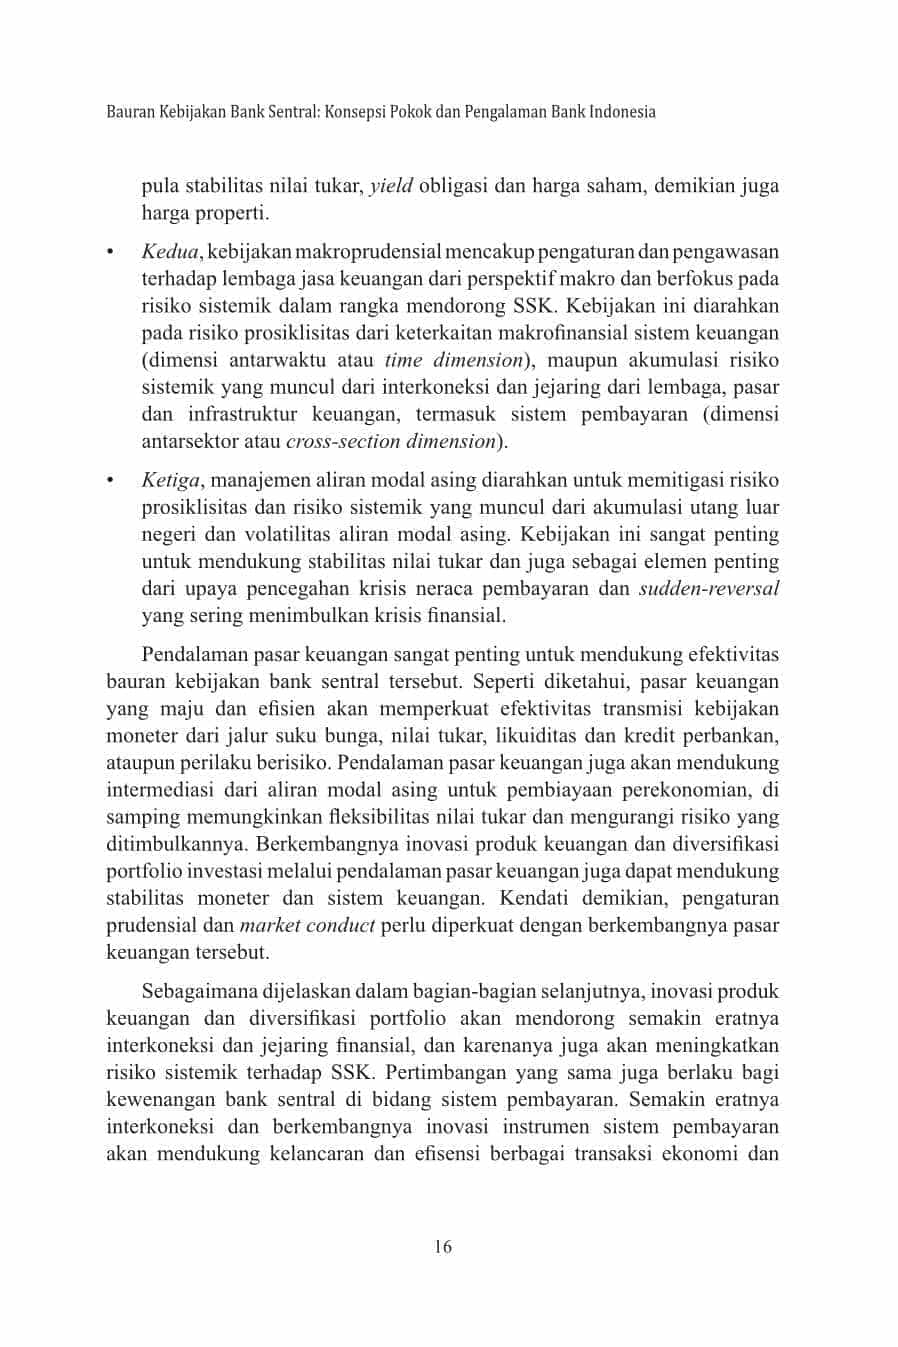 Bauran Kebijakan Bank Sentral: Konsepsi Pokok dan Pengalaman Bank Indonesia
pula stabilitas nilai tukar, yield obligasi dan harga saham, demikian juga
harga properti.
• Kedua, kebijakan makroprudensial mencakup pengaturan dan pengawasan
terhadap lembaga jasa keuangan dari perspektif makro dan berfokus pada
risiko sistemik dalam rangka mendorong SSK. Kebijakan ini diarahkan
pada risiko prosiklisitas dari keterkaitan makrofinansial sistem keuangan
(dimensi antarwaktu atau time dimension), maupun akumulasi risiko
sistemik yang muncul dari interkoneksi dan jejaring dari lembaga, pasar
dan infrastruktur keuangan, termasuk sistem pembayaran (dimensi
antarsektor atau cross-section dimension).
• Ketiga, manajemen aliran modal asing diarahkan untuk memitigasi risiko
prosiklisitas dan risiko sistemik yang muncul dari akumulasi utang luar
negeri dan volatilitas aliran modal asing. Kebijakan ini sangat penting
untuk mendukung stabilitas nilai tukar dan juga sebagai elemen penting
dari upaya pencegahan krisis neraca pembayaran dan sudden-reversal
yang sering menimbulkan krisis finansial.
Pendalaman pasar keuangan sangat penting untuk mendukung efektivitas
bauran kebijakan bank sentral tersebut. Seperti diketahui, pasar keuangan
yang maju dan efisien akan memperkuat efektivitas transmisi kebijakan
moneter dari jalur suku bunga, nilai tukar, likuiditas dan kredit perbankan,
ataupun perilaku berisiko. Pendalaman pasar keuangan juga akan mendukung
intermediasi dari aliran modal asing untuk pembiayaan perekonomian, di
samping memungkinkan fleksibilitas nilai tukar dan mengurangi risiko yang
ditimbulkannya. Berkembangnya inovasi produk keuangan dan diversifikasi
portfolio investasi melalui pendalaman pasar keuangan juga dapat mendukung
stabilitas moneter dan sistem keuangan. Kendati demikian, pengaturan
prudensial dan market conduct perlu diperkuat dengan berkembangnya pasar
keuangan tersebut.
Sebagaimana dijelaskan dalam bagian-bagian selanjutnya, inovasi produk
keuangan dan diversifikasi portfolio akan mendorong semakin eratnya
interkoneksi dan jejaring finansial, dan karenanya juga akan meningkatkan
risiko sistemik terhadap SSK. Pertimbangan yang sama juga berlaku bagi
kewenangan bank sentral di bidang sistem pembayaran. Semakin eratnya
interkoneksi dan berkembangnya inovasi instrumen sistem pembayaran
akan mendukung kelancaran dan efisensi berbagai transaksi ekonomi dan
16